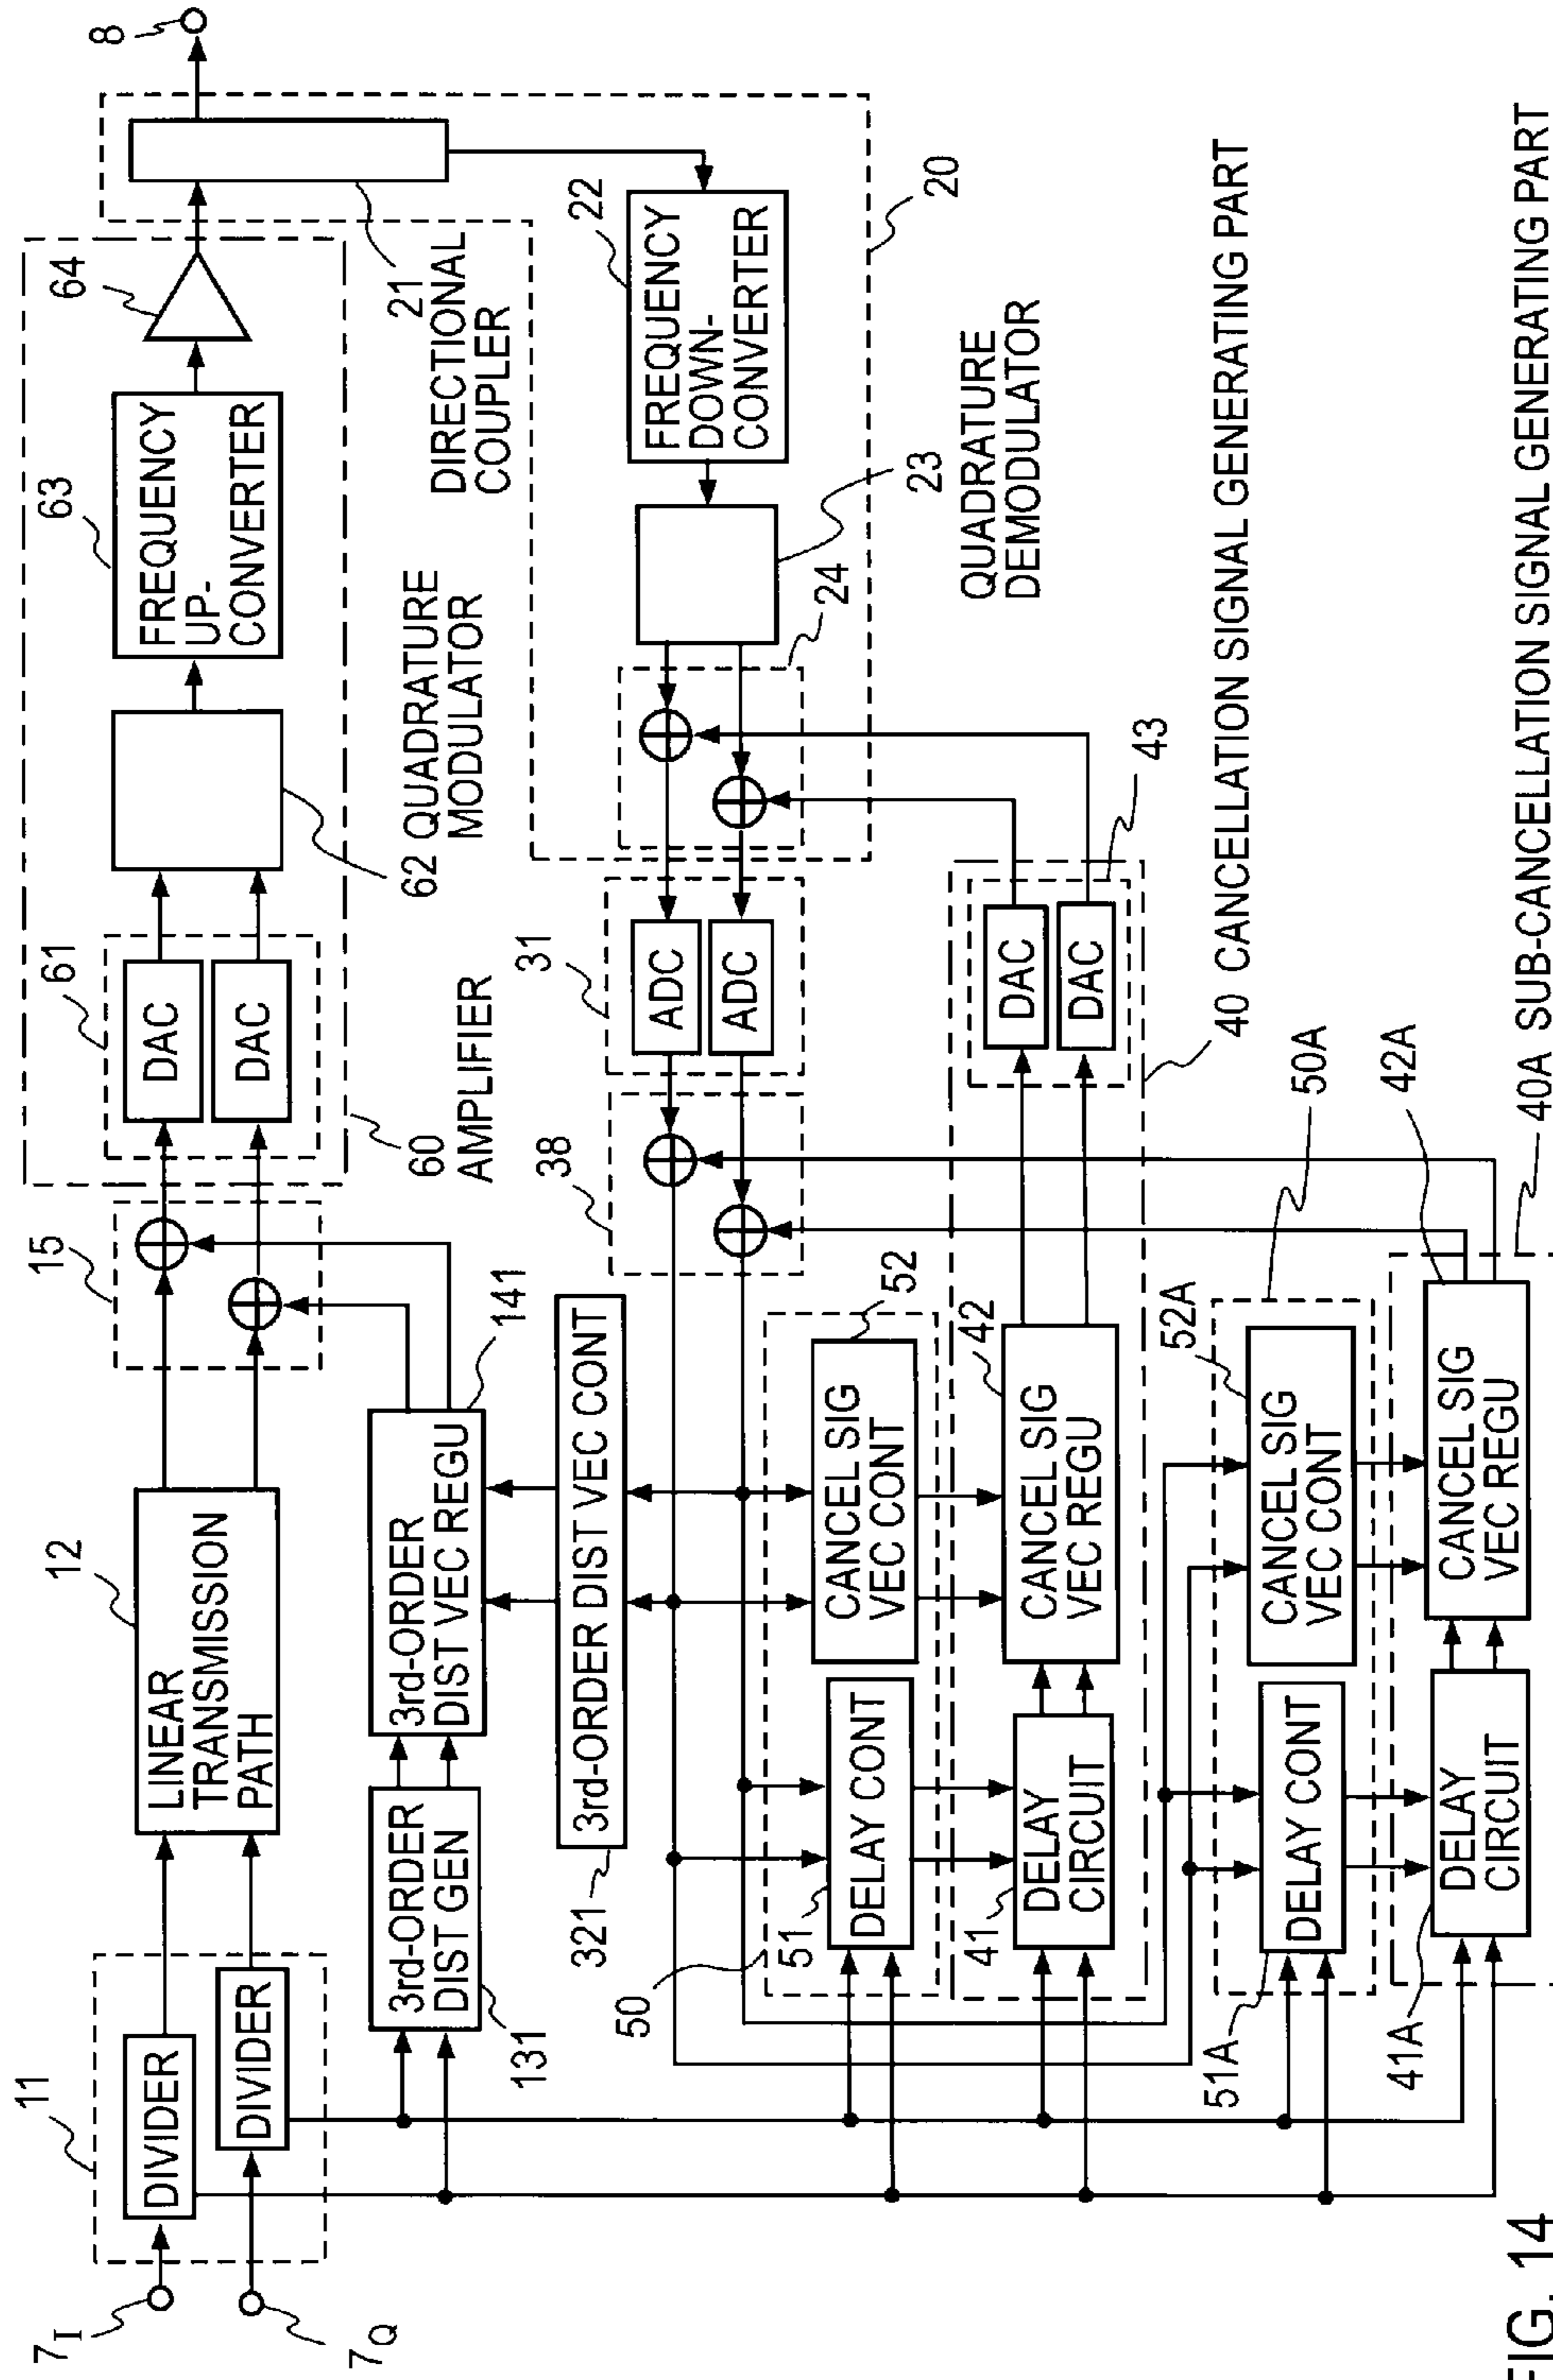 7I
7Q
11
DIVIDER
DIVIDER
12
LINEAR
TRANSMISSION
PATH
15
61
DAC
DAC
60
AMPLIFIER
62 QUADRATURE
MODULATOR
63
FREQUENCY
UP-
CONVERTER
64
8
21
DIRECTIONAL
COUPLER
3rd-ORDER
DIST GEN
131
3rd-ORDER
DIST VEC REGU
141
3rd-ORDER DIST VEC CONT
321
38
31
ADC
ADC
24
23
QUADRATURE
DEMODULATOR
22
FREQUENCY
DOWN-
CONVERTER
20
50
51
DELAY CONT
52
CANCEL SIG
VEC CONT
41
DELAY
CIRCUIT
42
CANCEL SIG
VEC REGU
DAC
DAC
43
40 CANCELLATION SIGNAL GENERATING PART
51A
DELAY CONT
52A
CANCEL SIG
VEC CONT
50A
41A
DELAY
CIRCUIT
42A
CANCEL SIG
VEC REGU
40A SUB-CANCELLATION SIGNAL GENERATING PART
FIG. 14